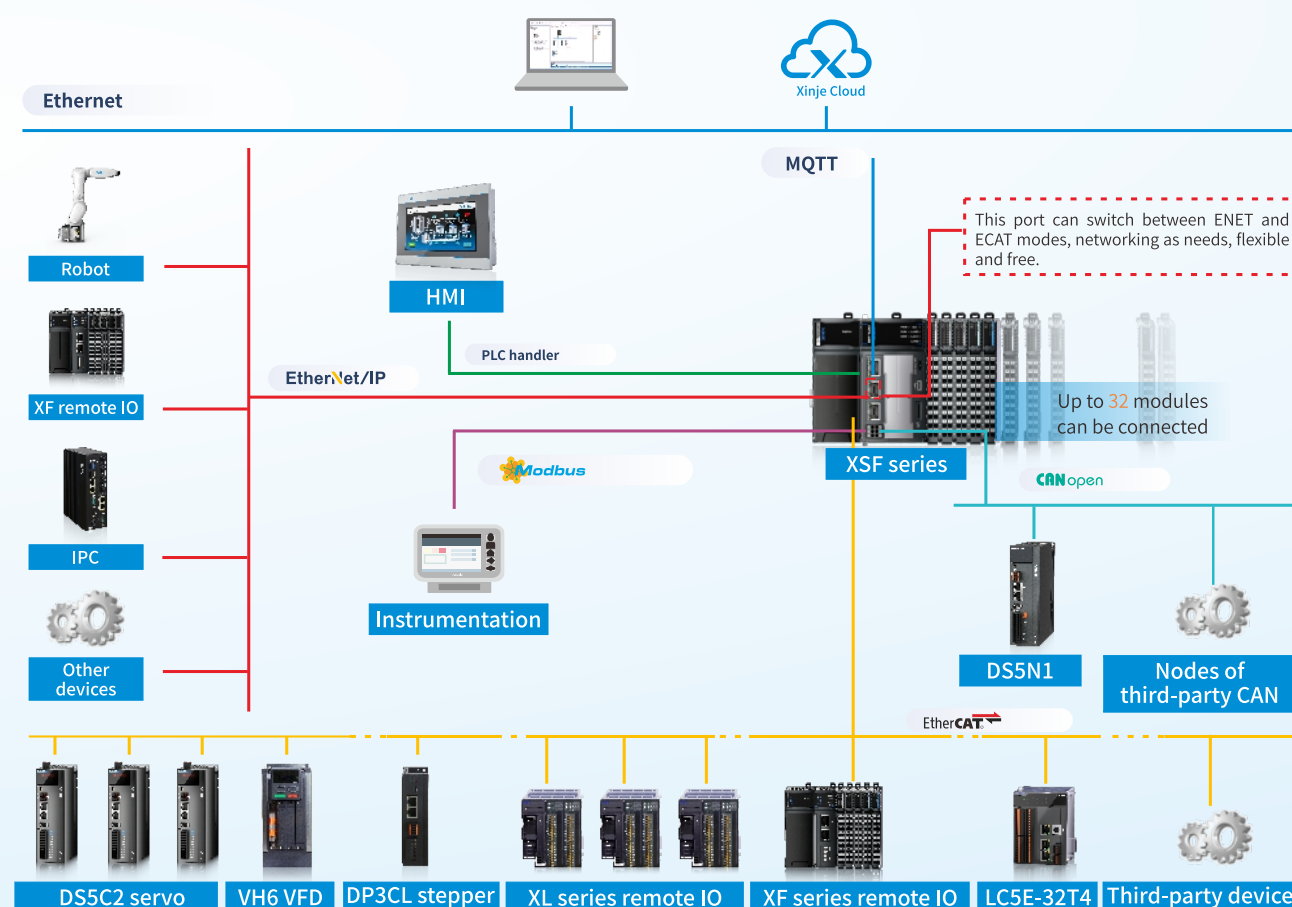 Xinje Cloud
Ethernet
MQTT
This port can switch between ENET and
ECAT modes, networking as needs, flexible
and free.
Robot
HMI
PLC handler
EtherNet/IP
XF remote IO
Up to 32 modules
can be connected
XSF series
Modbus
CANopen
IPC
Instrumentation
Other
devices
DS5N1
Nodes of
third-party CAN
EtherCAT
DS5C2 servo
VH6 VFD
DP3CL stepper
XL series remote IO
XF series remote IO
LC5E-32T4
Third-party device